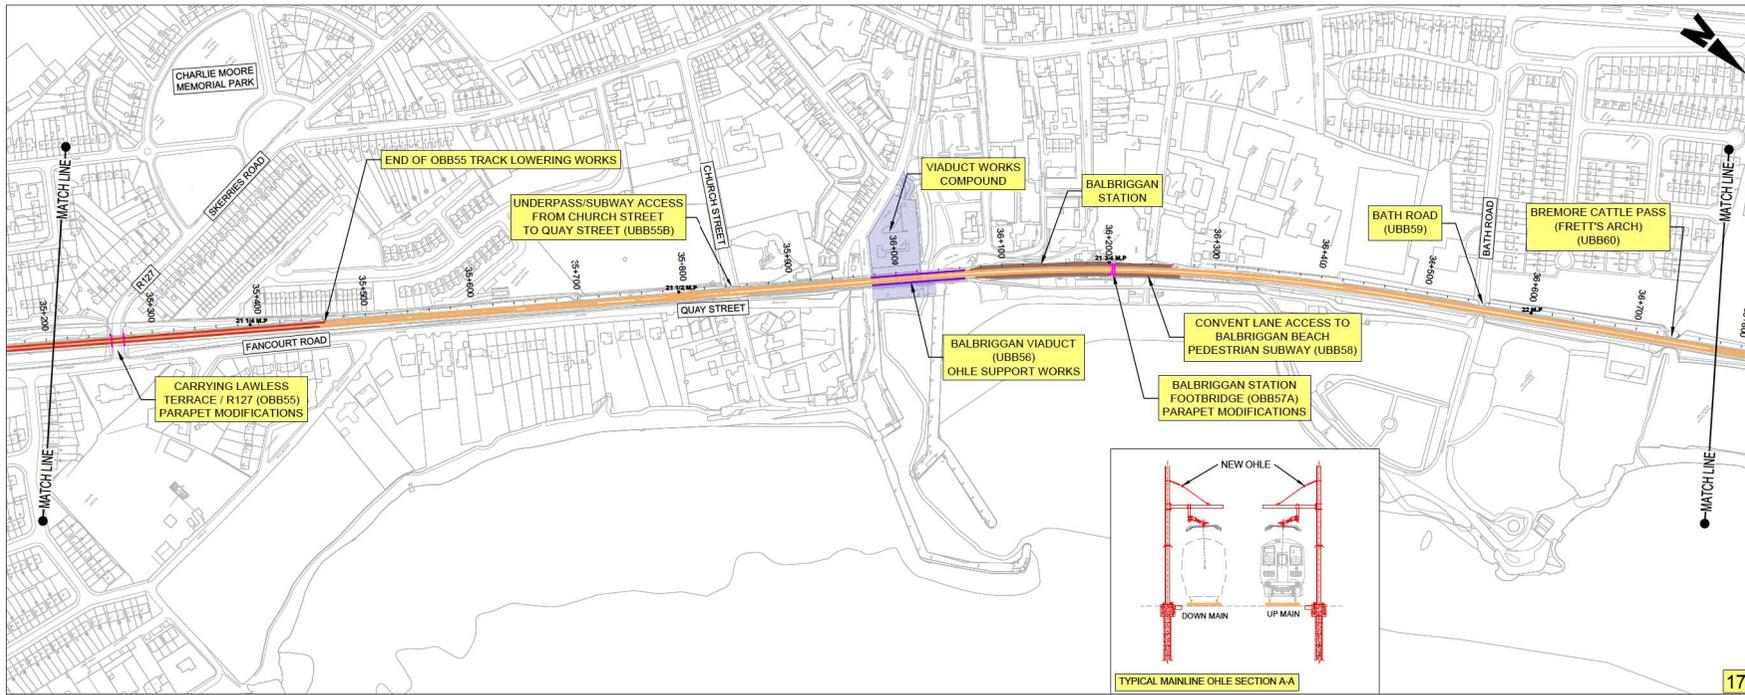 CHARLIE MOORE
MEMORIAL PARK
MATCH LINE
SKERRIES ROAD
END OF OBB55 TRACK LOWERING WORKS
UNDERPASS/SUBWAY ACCESS
FROM CHURCH STREET
TO QUAY STREET (UBB55B)
CHURCH STREET
VIADUCT WORKS
COMPOUND
BALBRIGGAN
STATION
BATH ROAD
(UBB59)
BATH ROAD
BREMORE CATTLE PASS
(FRETT'S ARCH)
(UBB60)
MATCH LINE
N
R127
35+200
35+300
35+400
35+500
35+600
35+700
35+800
35+900
36+000
36+100
36+200
36+300
36+500
36+600
36+700
21 1/4 M.P
21 1/2 M.P
21 3/4 M.P
22 M.P
FANCOURT ROAD
QUAY STREET
CARRYING LAWLESS
TERRACE / R127 (OBB55)
PARAPET MODIFICATIONS
BALBRIGGAN VIADUCT
(UBB56)
OHLE SUPPORT WORKS
CONVENT LANE ACCESS TO
BALBRIGGAN BEACH
PEDESTRIAN SUBWAY (UBB58)
BALBRIGGAN STATION
FOOTBRIDGE (OBB57A)
PARAPET MODIFICATIONS
MATCH LINE
MATCH LINE
NEW OHLE
DOWN MAIN
UP MAIN
TYPICAL MAINLINE OHLE SECTION A-A
17